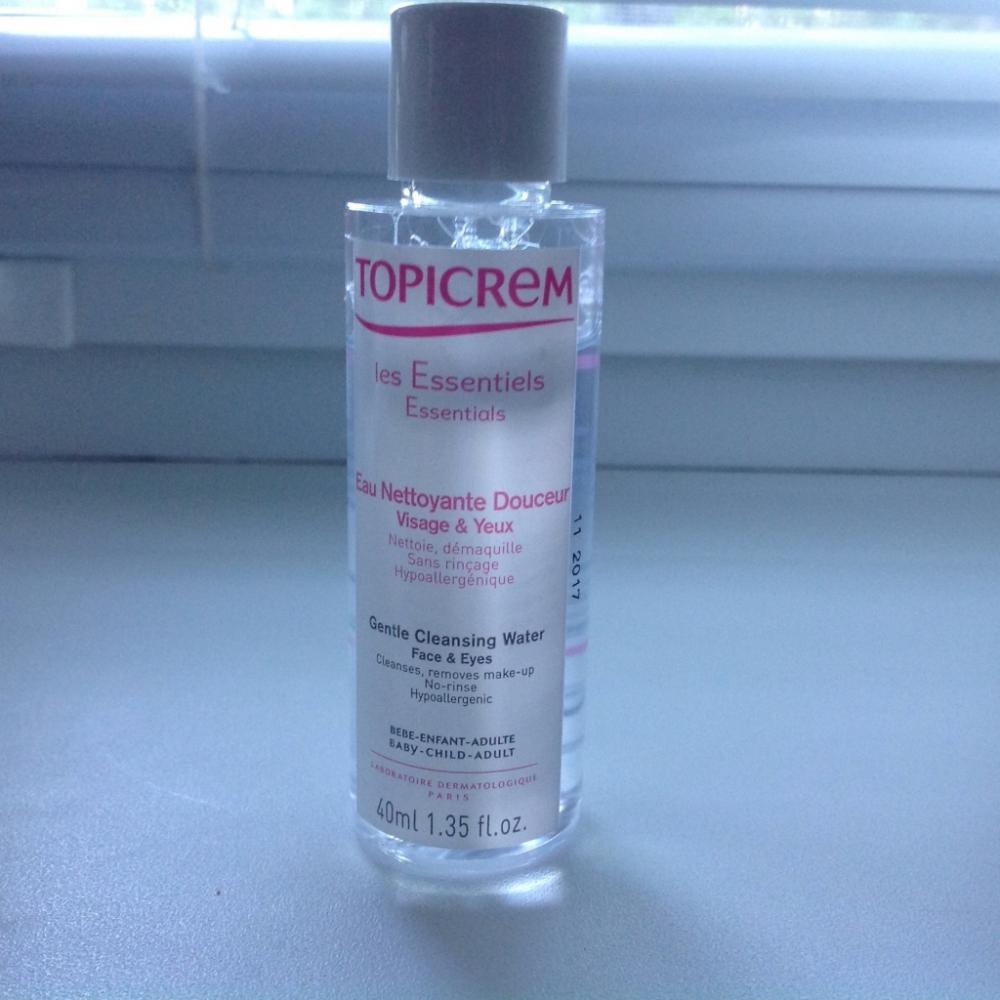 TOPICREM
les Essentiels
Essentials
Eau Nettoyante Douceur
Visage & Yeux
Nettoie, démaquille
Sans rinçage
Hypoallergénique
Gentle Cleansing Water
Face & Eyes
Cleanses, removes make-up
No-rinse
Hypoallergenic
BEBE-ENFANT-ADULTE
BABY-CHILD-ADULT
LABORATOIRE DERMATOLOGIQUE
PARIS
40ml 1.35 fl.oz.
11 2017